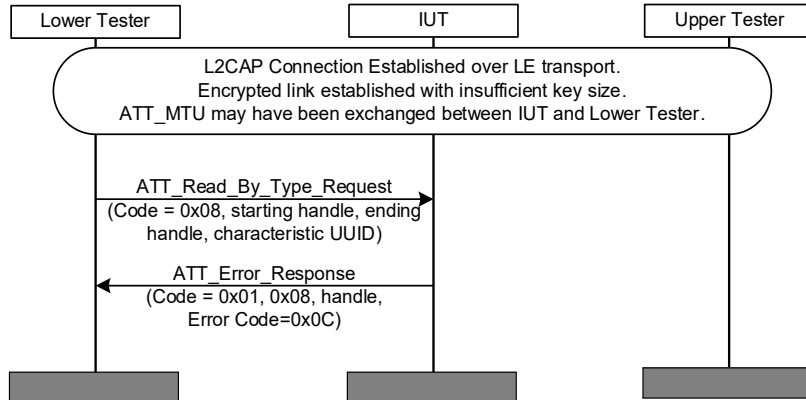 Lower Tester
IUT
Upper Tester
L2CAP Connection Established over LE transport.
Encrypted link established with insufficient key size.
ATT_MTU may have been exchanged between IUT and Lower Tester.
ATT_Read_By_Type_Request
(Code = 0x08, starting handle, ending
handle, characteristic UUID)
ATT_Error_Response
(Code = 0x01, 0x08, handle,
Error Code=0x0C)